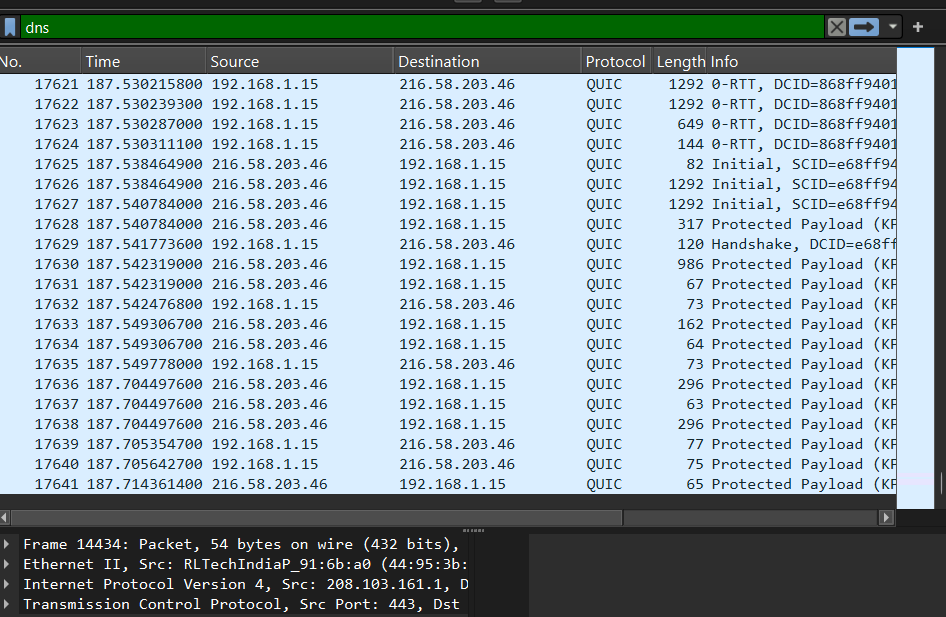 dns
No. Time Source Destination Protocol Length Info
17621 187.530215800 192.168.1.15 216.58.203.46 QUIC 1292 0-RTT, DCID=868ff9401
17622 187.530239300 192.168.1.15 216.58.203.46 QUIC 1292 0-RTT, DCID=868ff9401
17623 187.530287000 192.168.1.15 216.58.203.46 QUIC 649 0-RTT, DCID=868ff9401
17624 187.530311100 192.168.1.15 216.58.203.46 QUIC 144 0-RTT, DCID=868ff9401
17625 187.538464900 216.58.203.46 192.168.1.15 QUIC 82 Initial, SCID=e68ff94
17626 187.538464900 216.58.203.46 192.168.1.15 QUIC 1292 Initial, SCID=e68ff94
17627 187.540784000 216.58.203.46 192.168.1.15 QUIC 1292 Initial, SCID=e68ff94
17628 187.540784000 216.58.203.46 192.168.1.15 QUIC 317 Protected Payload (KP
17629 187.541773600 192.168.1.15 216.58.203.46 QUIC 120 Handshake, DCID=e68ff
17630 187.542319000 216.58.203.46 192.168.1.15 QUIC 986 Protected Payload (KP
17631 187.542319000 216.58.203.46 192.168.1.15 QUIC 67 Protected Payload (KP
17632 187.542476800 192.168.1.15 216.58.203.46 QUIC 73 Protected Payload (KP
17633 187.549306700 216.58.203.46 192.168.1.15 QUIC 162 Protected Payload (KP
17634 187.549306700 216.58.203.46 192.168.1.15 QUIC 64 Protected Payload (KP
17635 187.549778000 192.168.1.15 216.58.203.46 QUIC 73 Protected Payload (KP
17636 187.704497600 216.58.203.46 192.168.1.15 QUIC 296 Protected Payload (KP
17637 187.704497600 216.58.203.46 192.168.1.15 QUIC 63 Protected Payload (KP
17638 187.704497600 216.58.203.46 192.168.1.15 QUIC 296 Protected Payload (KP
17639 187.705354700 192.168.1.15 216.58.203.46 QUIC 77 Protected Payload (KP
17640 187.705642700 192.168.1.15 216.58.203.46 QUIC 75 Protected Payload (KP
17641 187.714361400 216.58.203.46 192.168.1.15 QUIC 65 Protected Payload (KP
Frame 14434: Packet, 54 bytes on wire (432 bits),
Ethernet II, Src: RLTechIndiaP_91:6b:a0 (44:95:3b:
Internet Protocol Version 4, Src: 208.103.161.1, D
Transmission Control Protocol, Src Port: 443, Dst